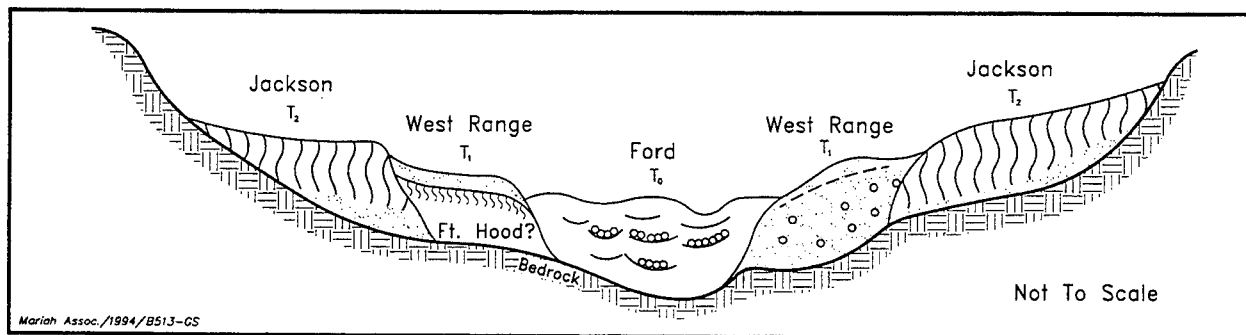 Jackson
T₂
West Range
T₁
Ford
T₀
West Range
T₁
Jackson
T₂
Ft. Hood?
Bedrock
Not To Scale
Mariah Assoc./1994/B513-GS